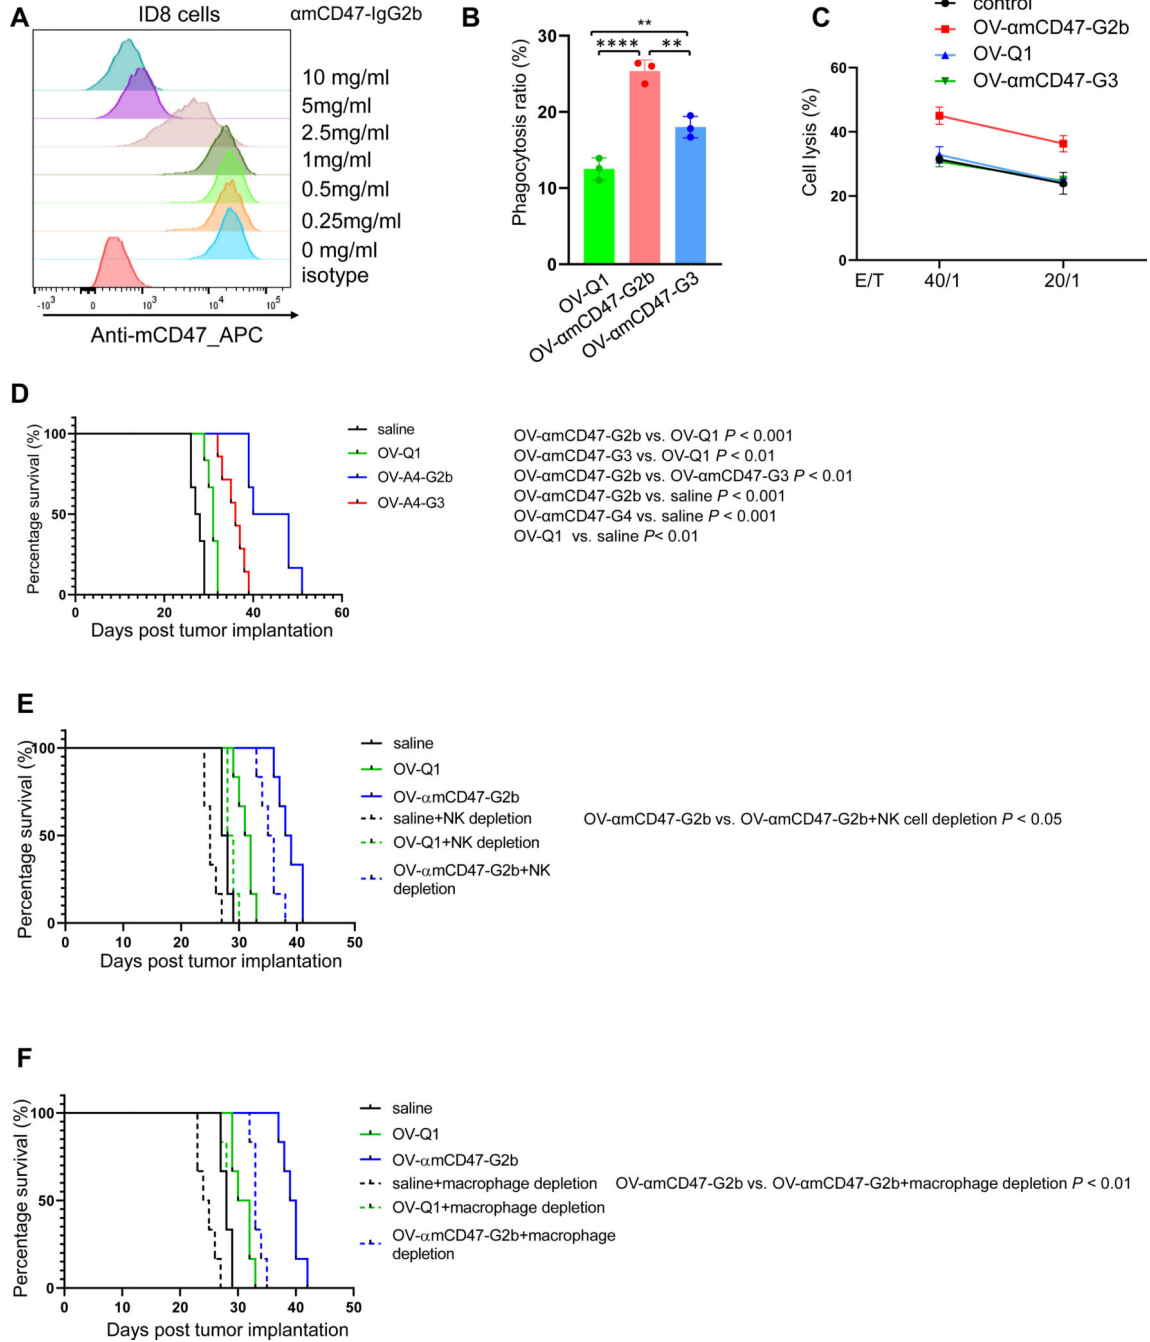 A
ID8 cells
αmCD47-IgG2b
10 mg/ml
5mg/ml
2.5mg/ml
1mg/ml
0.5mg/ml
0.25mg/ml
0 mg/ml
isotype
-10³ 0 10³ 10⁴ 10⁵
Anti-mCD47_APC
B
Phagocytosis ratio (%)
30
20
10
0
**
**** **
OV-Q1
OV-αmCD47-G2b
OV-αmCD47-G3
C
control
OV-αmCD47-G2b
OV-Q1
OV-αmCD47-G3
Cell lysis (%)
60
40
20
0
E/T 40/1 20/1
D
Percentage survival (%)
100
50
0
0 20 40 60
Days post tumor implantation
saline
OV-Q1
OV-A4-G2b
OV-A4-G3
OV-αmCD47-G2b vs. OV-Q1 P < 0.001
OV-αmCD47-G3 vs. OV-Q1 P < 0.01
OV-αmCD47-G2b vs. OV-αmCD47-G3 P < 0.01
OV-αmCD47-G2b vs. saline P < 0.001
OV-αmCD47-G4 vs. saline P < 0.001
OV-Q1 vs. saline P< 0.01
E
Percentage survival (%)
100
50
0
0 10 20 30 40 50
Days post tumor implantation
saline
OV-Q1
OV-αmCD47-G2b
saline+NK depletion
OV-Q1+NK depletion
OV-αmCD47-G2b+NK
depletion
OV-αmCD47-G2b vs. OV-αmCD47-G2b+NK cell depletion P < 0.05
F
Percentage survival (%)
100
50
0
0 10 20 30 40 50
Days post tumor implantation
saline
OV-Q1
OV-αmCD47-G2b
saline+macrophage depletion
OV-Q1+macrophage depletion
OV-αmCD47-G2b+macrophage
depletion
OV-αmCD47-G2b vs. OV-αmCD47-G2b+macrophage depletion P < 0.01